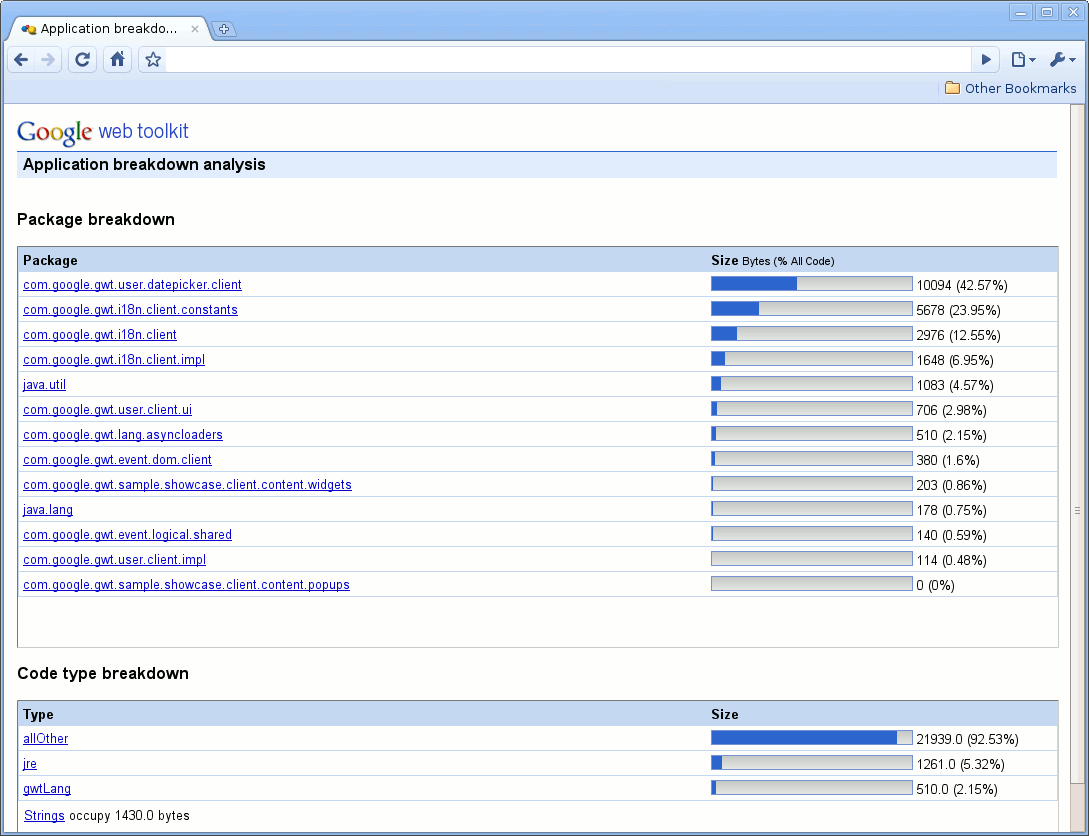 Application breakdo...
Other Bookmarks
Google web toolkit
Application breakdown analysis
Package breakdown
Package Size Bytes (% All Code)
com.google.gwt.user.datepicker.client 10094 (42.57%)
com.google.gwt.i18n.client.constants 5678 (23.95%)
com.google.gwt.i18n.client 2976 (12.55%)
com.google.gwt.i18n.client.impl 1648 (6.95%)
java.util 1083 (4.57%)
com.google.gwt.user.client.ui 706 (2.98%)
com.google.gwt.lang.asyncloaders 510 (2.15%)
com.google.gwt.event.dom.client 380 (1.6%)
com.google.gwt.sample.showcase.client.content.widgets 203 (0.86%)
java.lang 178 (0.75%)
com.google.gwt.event.logical.shared 140 (0.59%)
com.google.gwt.user.client.impl 114 (0.48%)
com.google.gwt.sample.showcase.client.content.popups 0 (0%)
Code type breakdown
Type Size
allOther 21939.0 (92.53%)
jre 1261.0 (5.32%)
gwtLang 510.0 (2.15%)
Strings occupy 1430.0 bytes